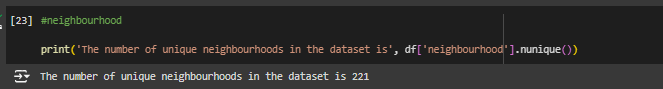 [23] #neighbourhood
print('The number of unique neighbourhoods in the dataset is', df['neighbourhood'].nunique())
The number of unique neighbourhoods in the dataset is 221